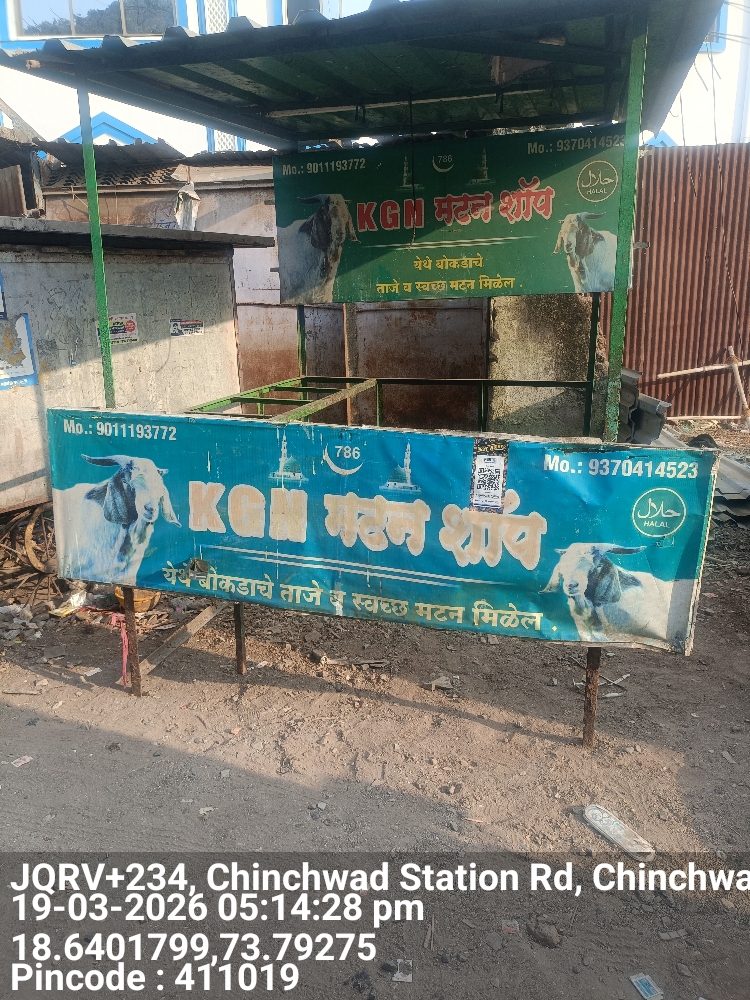 Mo.: 9011193772
786
Mo.: 9370414523
حلال
HALAL
KGN मटन शॉप
येथे बोकडाचे
ताजे व स्वच्छ मटन मिळेल .
Mo.: 9011193772
786
Mo.: 9370414523
حلال
HALAL
KGN मटन शॉप
येथे बोकडाचे ताजे व स्वच्छ मटन मिळेल .
JQRV+234, Chinchwad Station Rd, Chinchwa
19-03-2026 05:14:28 pm
18.6401799,73.79275
Pincode : 411019